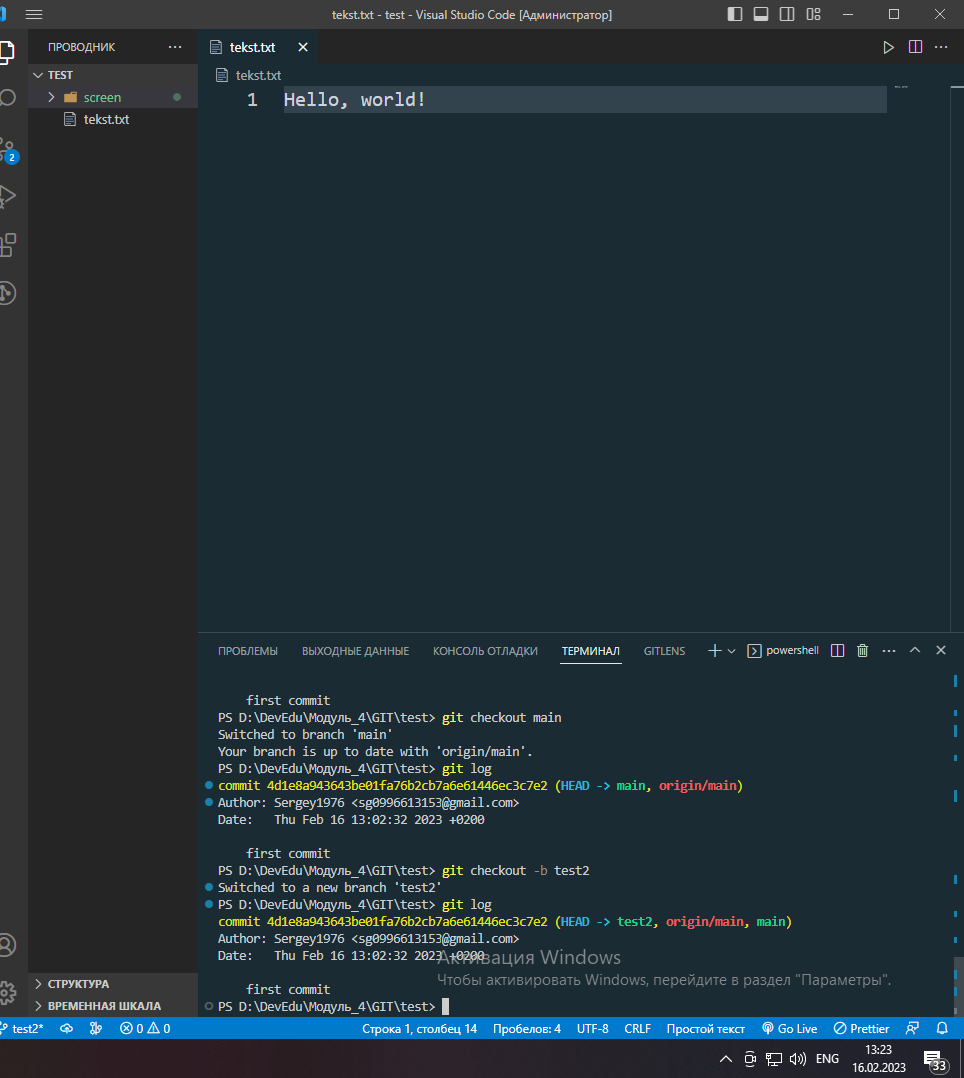 tekst.txt - test - Visual Studio Code [Администратор]
ПРОВОДНИК
tekst.txt
TEST
tekst.txt
screen
1 Hello, world!
tekst.txt
2
ПРОБЛЕМЫ ВЫХОДНЫЕ ДАННЫЕ КОНСОЛЬ ОТЛАДКИ ТЕРМИНАЛ GITLENS powershell
first commit
PS D:\DevEdu\Модуль_4\GIT\test> git checkout main
Switched to branch 'main'
Your branch is up to date with 'origin/main'.
PS D:\DevEdu\Модуль_4\GIT\test> git log
commit 4d1e8a943643be01fa76b2cb7a6e61446ec3c7e2 (HEAD -> main, origin/main)
Author: Sergey1976 <sg0996613153@gmail.com>
Date:   Thu Feb 16 13:02:32 2023 +0200
first commit
PS D:\DevEdu\Модуль_4\GIT\test> git checkout -b test2
Switched to a new branch 'test2'
PS D:\DevEdu\Модуль_4\GIT\test> git log
commit 4d1e8a943643be01fa76b2cb7a6e61446ec3c7e2 (HEAD -> test2, origin/main, main)
Author: Sergey1976 <sg0996613153@gmail.com>
Date:   Thu Feb 16 13:02:32 2023 +0200
Активация Windows
Чтобы активировать Windows, перейдите в раздел "Параметры".
first commit
PS D:\DevEdu\Модуль_4\GIT\test>
СТРУКТУРА
ВРЕМЕННАЯ ШКАЛА
test2* 0 0 Строка 1, столбец 14 Пробелов: 4 UTF-8 CRLF Простой текст Go Live Prettier
ENG 13:23
16.02.2023 33